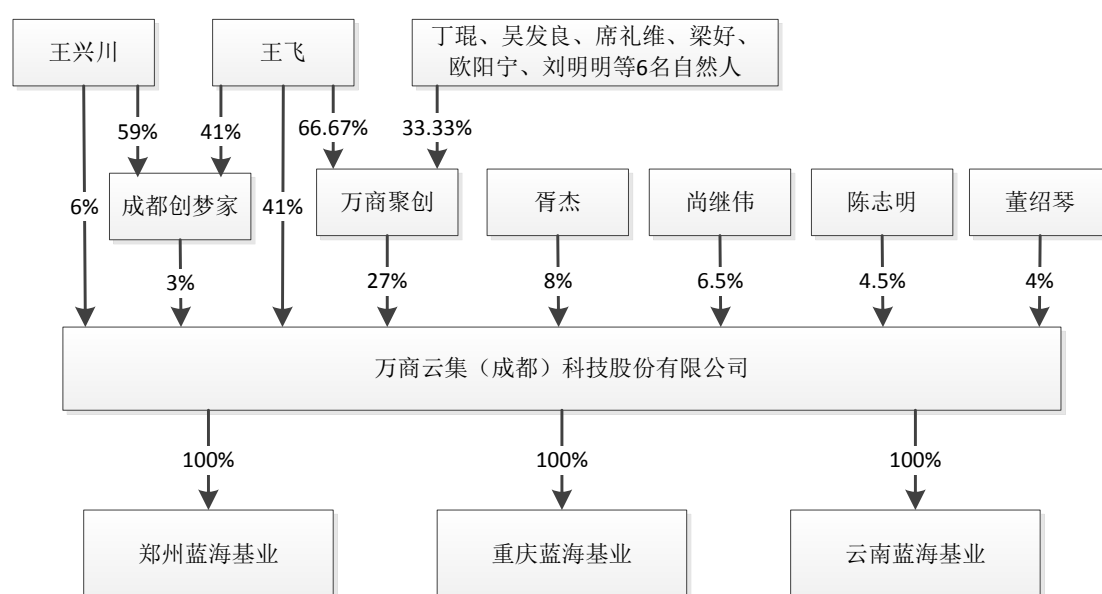 王兴川
王飞
丁琨、吴发良、席礼维、梁好、
欧阳宁、刘明明等6名自然人
59%
41%
66.67%
33.33%
6%
成都创梦家
41%
万商聚创
胥杰
尚继伟
陈志明
董绍琴
3%
27%
8%
6.5%
4.5%
4%
万商云集（成都）科技股份有限公司
100%
100%
100%
郑州蓝海基业
重庆蓝海基业
云南蓝海基业